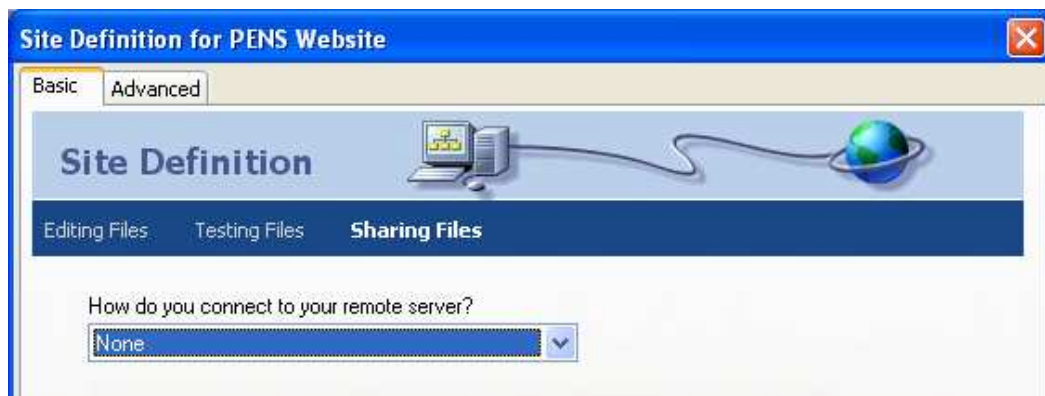 Site Definition for PENS Website
Basic Advanced
Site Definition
Editing Files Testing Files Sharing Files
How do you connect to your remote server?
None